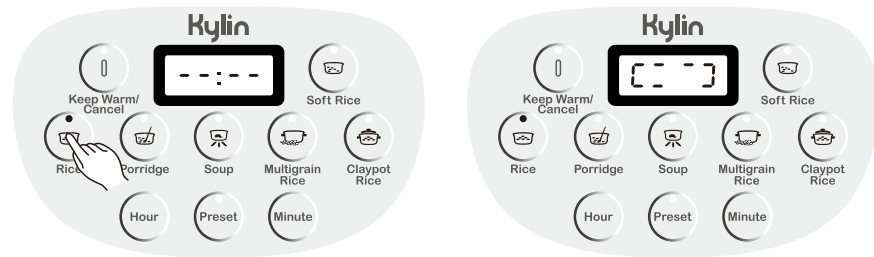 Kylin
--:--
Keep Warm/
Cancel
Soft Rice
Rice
Porridge
Soup
Multigrain
Rice
Claypot
Rice
Hour
Preset
Minute
Kylin
Keep Warm/
Cancel
Soft Rice
Rice
Porridge
Soup
Multigrain
Rice
Claypot
Rice
Hour
Preset
Minute